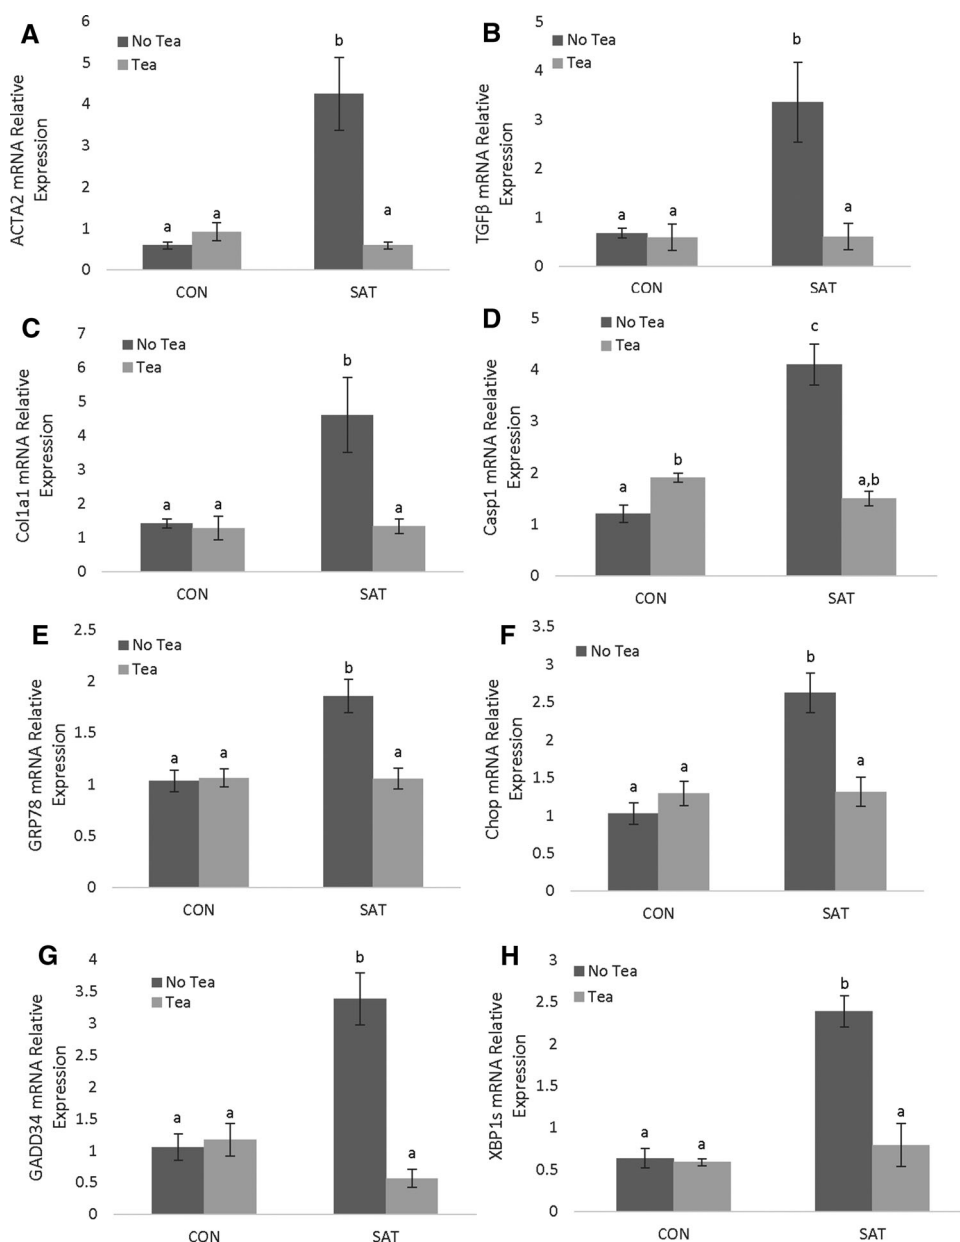 A
ACTA2 mRNA Relative
Expression
6
5
4
3
2
1
0
No Tea
Tea
a
a
b
a
CON
SAT
B
TGFβ mRNA Relative
Expression
5
4
3
2
1
0
No Tea
Tea
a
a
b
a
CON
SAT
C
Col1a1 mRNA Relative
Expression
7
6
5
4
3
2
1
0
No Tea
Tea
a
a
b
a
CON
SAT
D
Casp1 mRNA Reelative
Expression
5
4
3
2
1
0
No Tea
Tea
a
b
c
a,b
CON
SAT
E
GRP78 mRNA Relative
Expression
2.5
2
1.5
1
0.5
0
No Tea
Tea
a
a
b
a
CON
SAT
F
Chop mRNA Relative
Expression
3.5
3
2.5
2
1.5
1
0.5
0
No Tea
a
a
b
a
CON
SAT
G
GADD34 mRNA Relative
Expression
4
3.5
3
2.5
2
1.5
1
0.5
0
No Tea
Tea
a
a
b
a
CON
SAT
H
XBP1s mRNA Relative
Expression
3
2.5
2
1.5
1
0.5
0
No Tea
Tea
a
a
b
a
CON
SAT